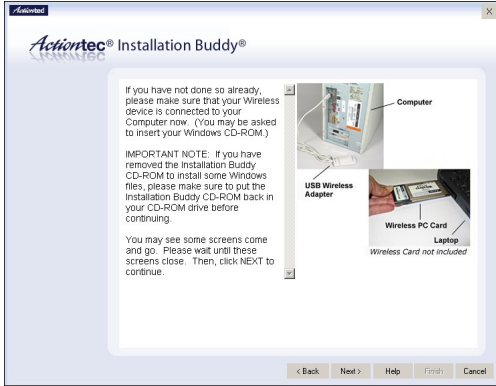 Actiontec
Actiontec® Installation Buddy®
If you have not done so already,
please make sure that your Wireless
device is connected to your
Computer now. (You may be asked
to insert your Windows CD-ROM.)
IMPORTANT NOTE: If you have
removed the Installation Buddy
CD-ROM to install some Windows
files, please make sure to put the
Installation Buddy CD-ROM back in
your CD-ROM drive before
continuing.
You may see some screens come
and go. Please wait until these
screens close. Then, click NEXT to
continue.
Computer
USB Wireless
Adapter
Wireless PC Card
Laptop
Wireless Card not included
< Back Next > Help Finish Cancel